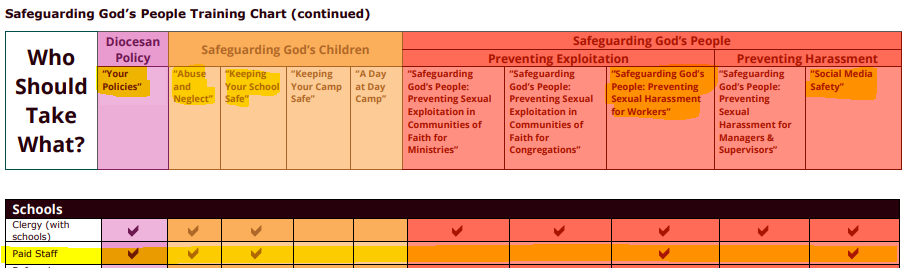 Safeguarding God's People Training Chart (continued)
Who
Should
Take
What?
Diocesan
Policy
Safeguarding God's Children
Safeguarding God's People
Preventing Exploitation
Preventing Harassment
"Your
Policies"
"Abuse
and
Neglect"
"Keeping
Your School
Safe"
"Keeping
Your Camp
Safe"
"A Day
at Day
Camp"
"Safeguarding
God's People:
Preventing Sexual
Exploitation in
Communities of
Faith for
Ministries"
"Safeguarding
God's People:
Preventing Sexual
Exploitation in
Communities of
Faith for
Congregations"
"Safeguarding God's
People: Preventing
Sexual Harassment
for Workers"
"Safeguarding
God's People:
Preventing
Sexual
Harassment for
Managers &
Supervisors"
"Social Media
Safety"
Schools
Clergy (with
schools)
Paid Staff